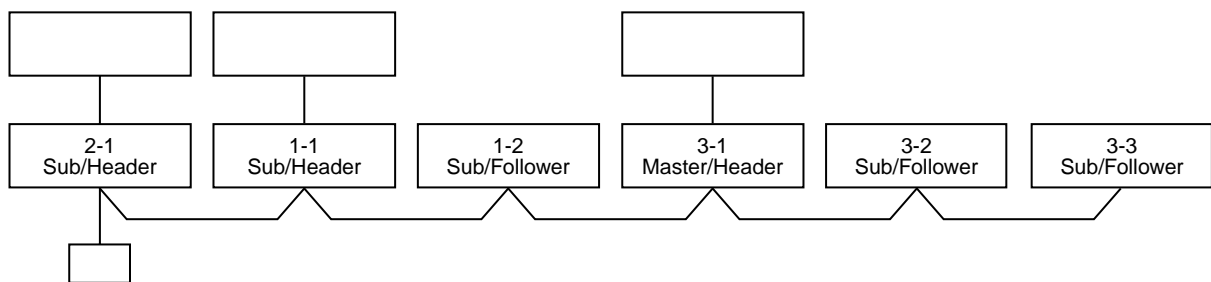 2-1
Sub/Header
1-1
Sub/Header
1-2
Sub/Follower
3-1
Master/Header
3-2
Sub/Follower
3-3
Sub/Follower